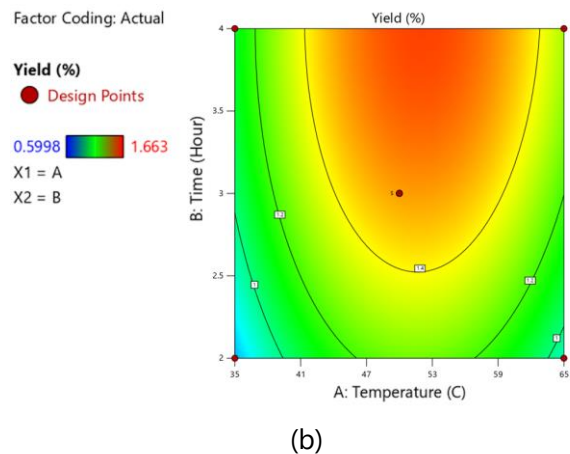 Factor Coding: Actual
Yield (%)
Design Points
0.5998 1.663
X1 = A
X2 = B
Yield (%)
B: Time (Hour)
4
3.5
3
2.5
2
1.2
1
1.4
1.2
1
5
35 41 47 53 59 65
A: Temperature (C)
(b)